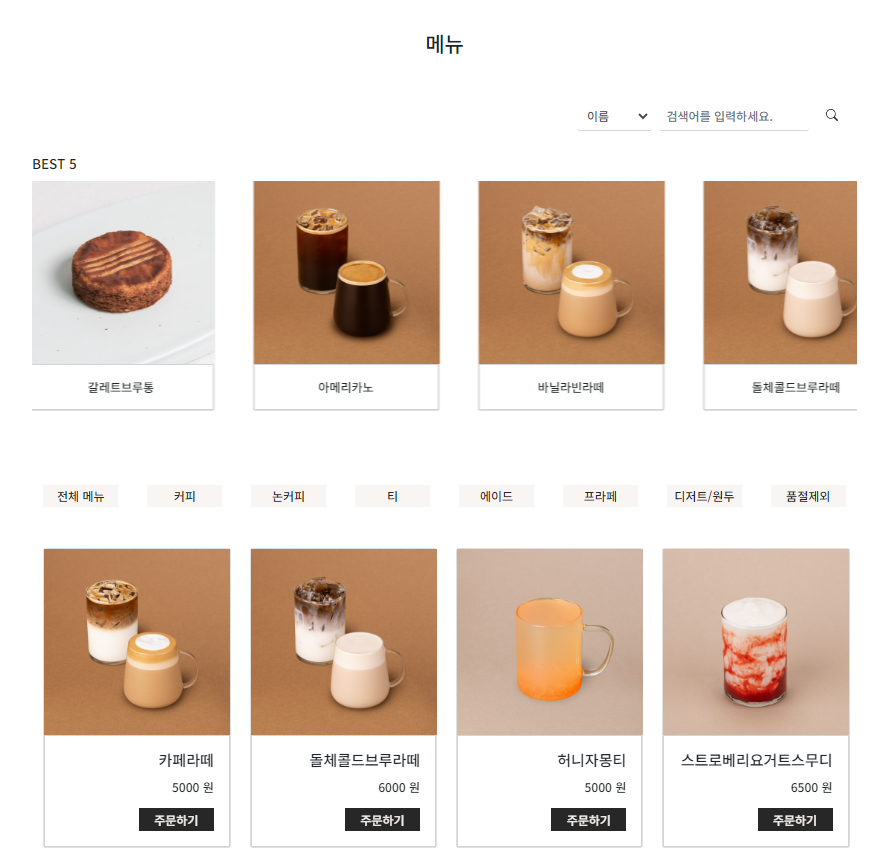 메뉴
이름
검색어를 입력하세요.
BEST 5
갈레트브루통
아메리카노
바닐라빈라떼
돌체콜드브루라떼
전체 메뉴
커피
논커피
티
에이드
프라페
디저트/원두
품절제외
카페라떼
5000 원
주문하기
돌체콜드브루라떼
6000 원
주문하기
허니자몽티
5000 원
주문하기
스트로베리요거트스무디
6500 원
주문하기